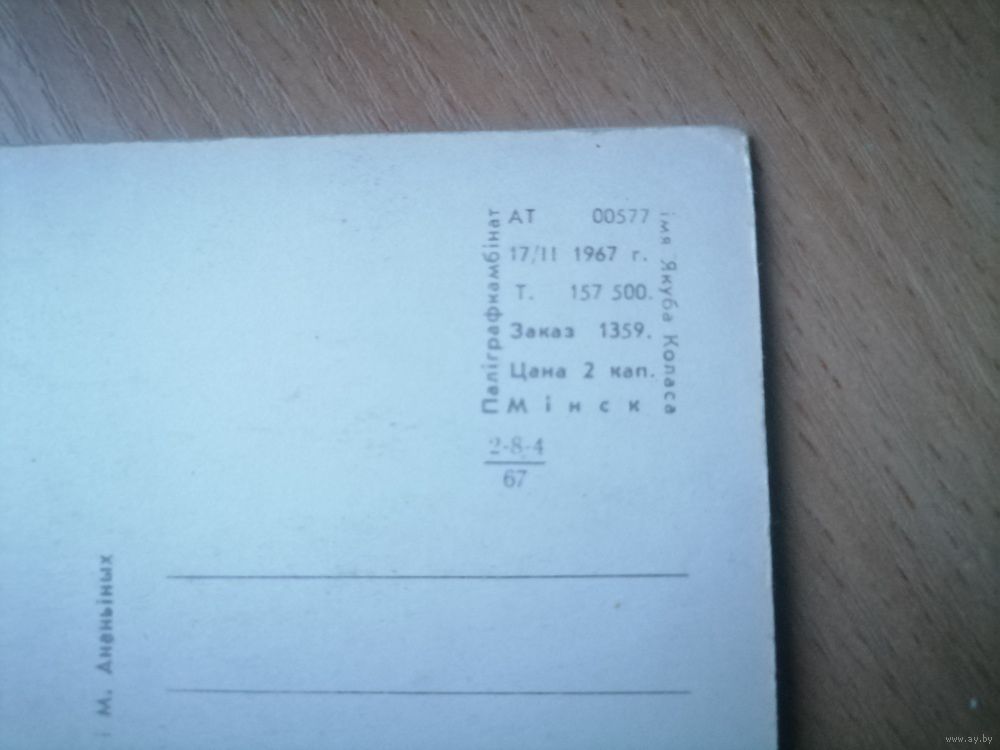 Паліграфкамбінат
АТ 00577
17/II 1967 г.
Т. 157 500.
Заказ 1359.
Цана 2 кап.
Мінск
імя Якуба Коласа
2-8-4
67
і М. Ананьіных
www.ay.by